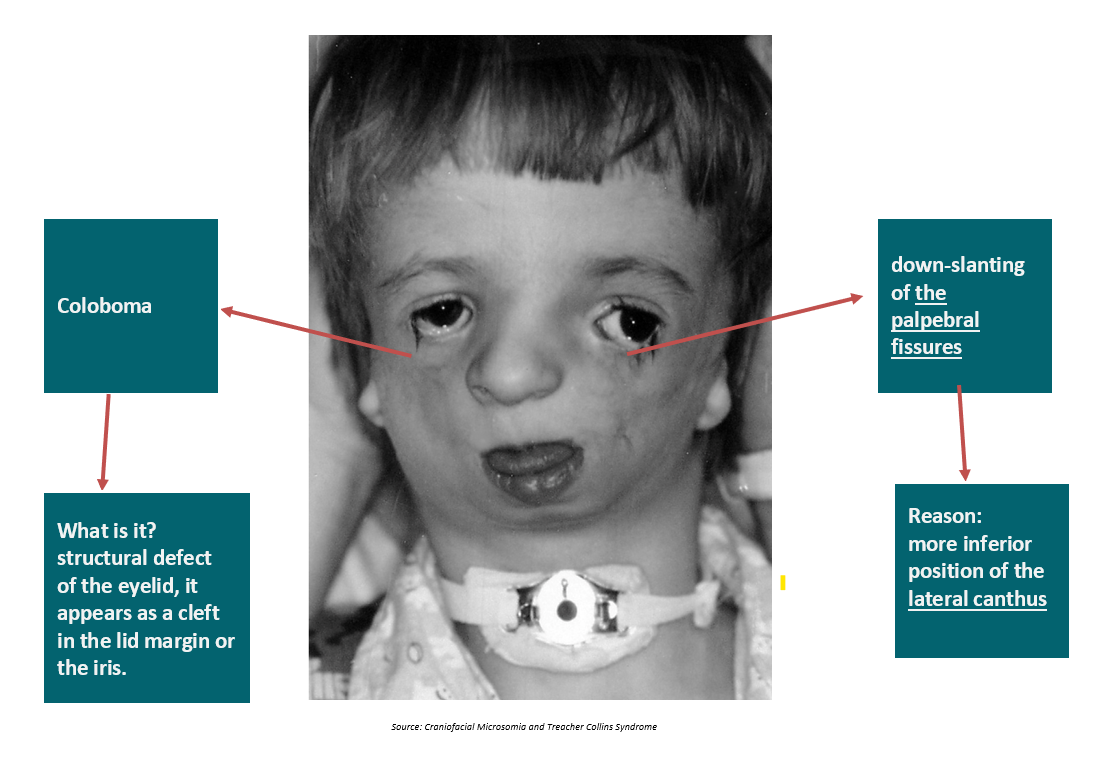 Coloboma
What is it?
structural defect
of the eyelid, it
appears as a cleft
in the lid margin or
the iris.
down-slanting
of the
palpebral
fissures
Reason:
more inferior
position of the
lateral canthus
Source: Craniofacial Microsomia and Treacher Collins Syndrome